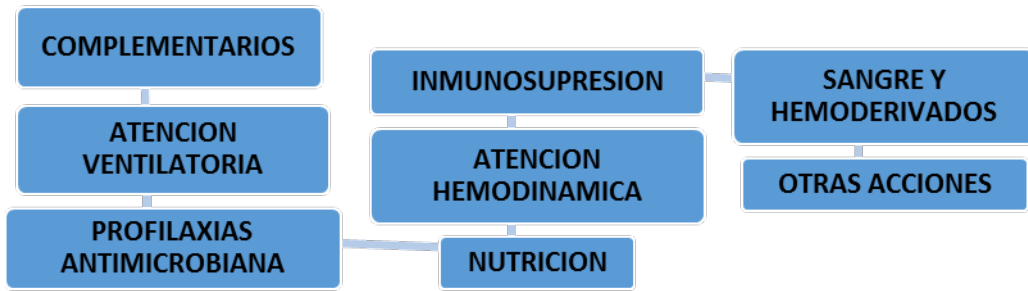 COMPLEMENTARIOS
ATENCION
VENTILATORIA
PROFILAXIAS
ANTIMICROBIANA
NUTRICION
ATENCION
HEMODINAMICA
INMUNOSUPRESION
SANGRE Y
HEMODERIVADOS
OTRAS ACCIONES